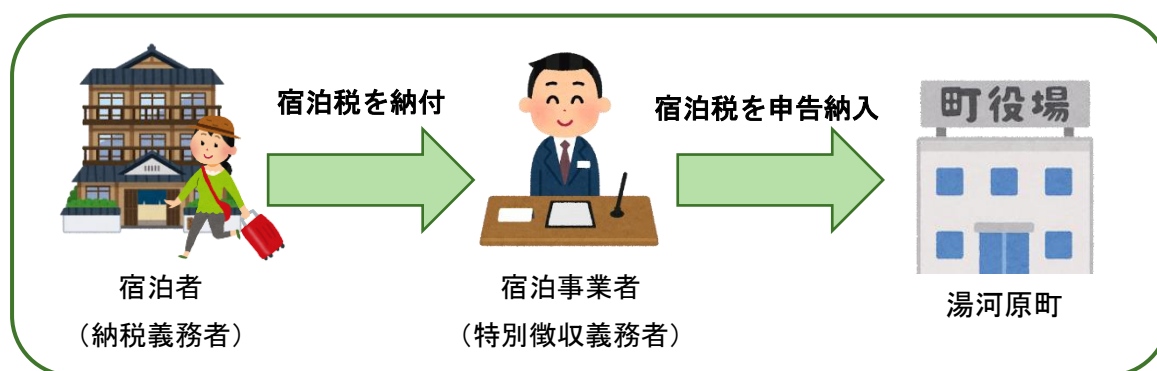 宿泊税を納付
宿泊税を申告納入
町役場
宿泊者
(納税義務者)
宿泊事業者
(特別徴収義務者)
湯河原町